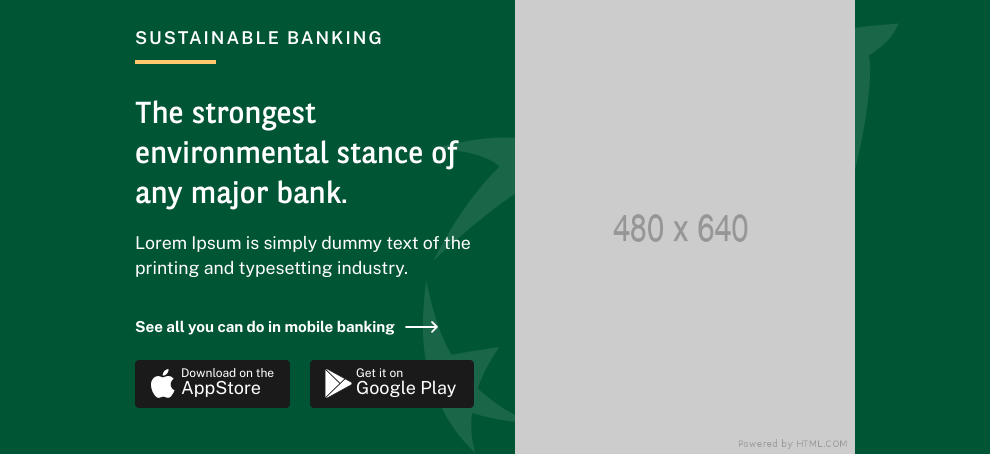 SUSTAINABLE BANKING
The strongest
environmental stance of
any major bank.
Lorem Ipsum is simply dummy text of the
printing and typesetting industry.
See all you can do in mobile banking
Download on the
AppStore
Get it on
Google Play
480 x 640
Powered by HTML.COM